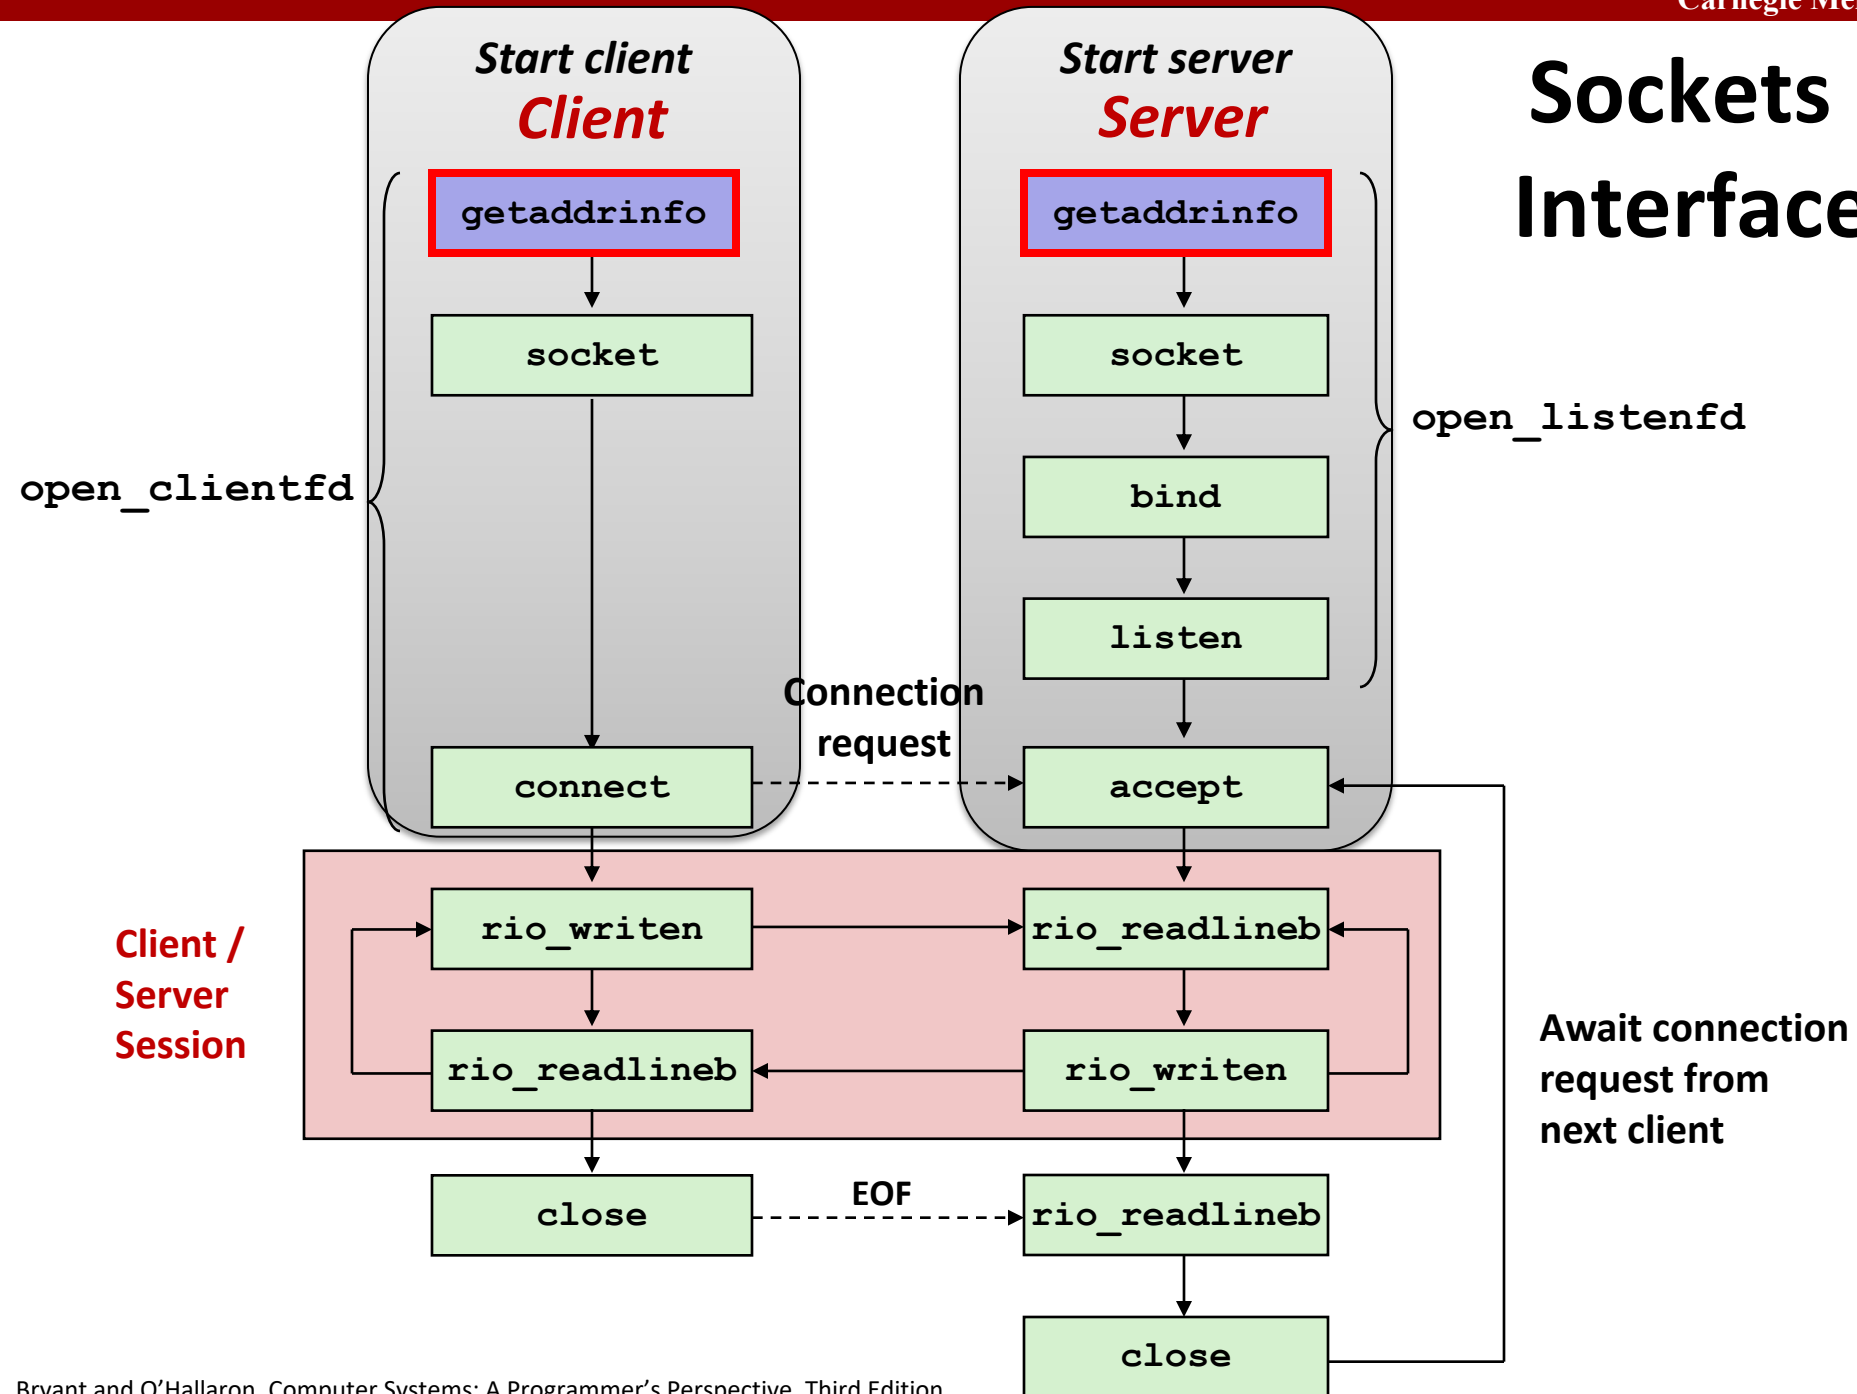 Carnegie
Start client
Client
Start server
Server
Sockets
Interface
getaddrinfo
getaddrinfo
socket
socket
open_listenfd
open_clientfd
bind
listen
Connection
request
connect
accept
Client /
Server
Session
rio_writen
rio_readlineb
rio_readlineb
rio_writen
Await connection
request from
next client
close
EOF
rio_readlineb
close
Bryant and O'Hallaron, Computer Systems: A Programmer's Perspective, Third Edition